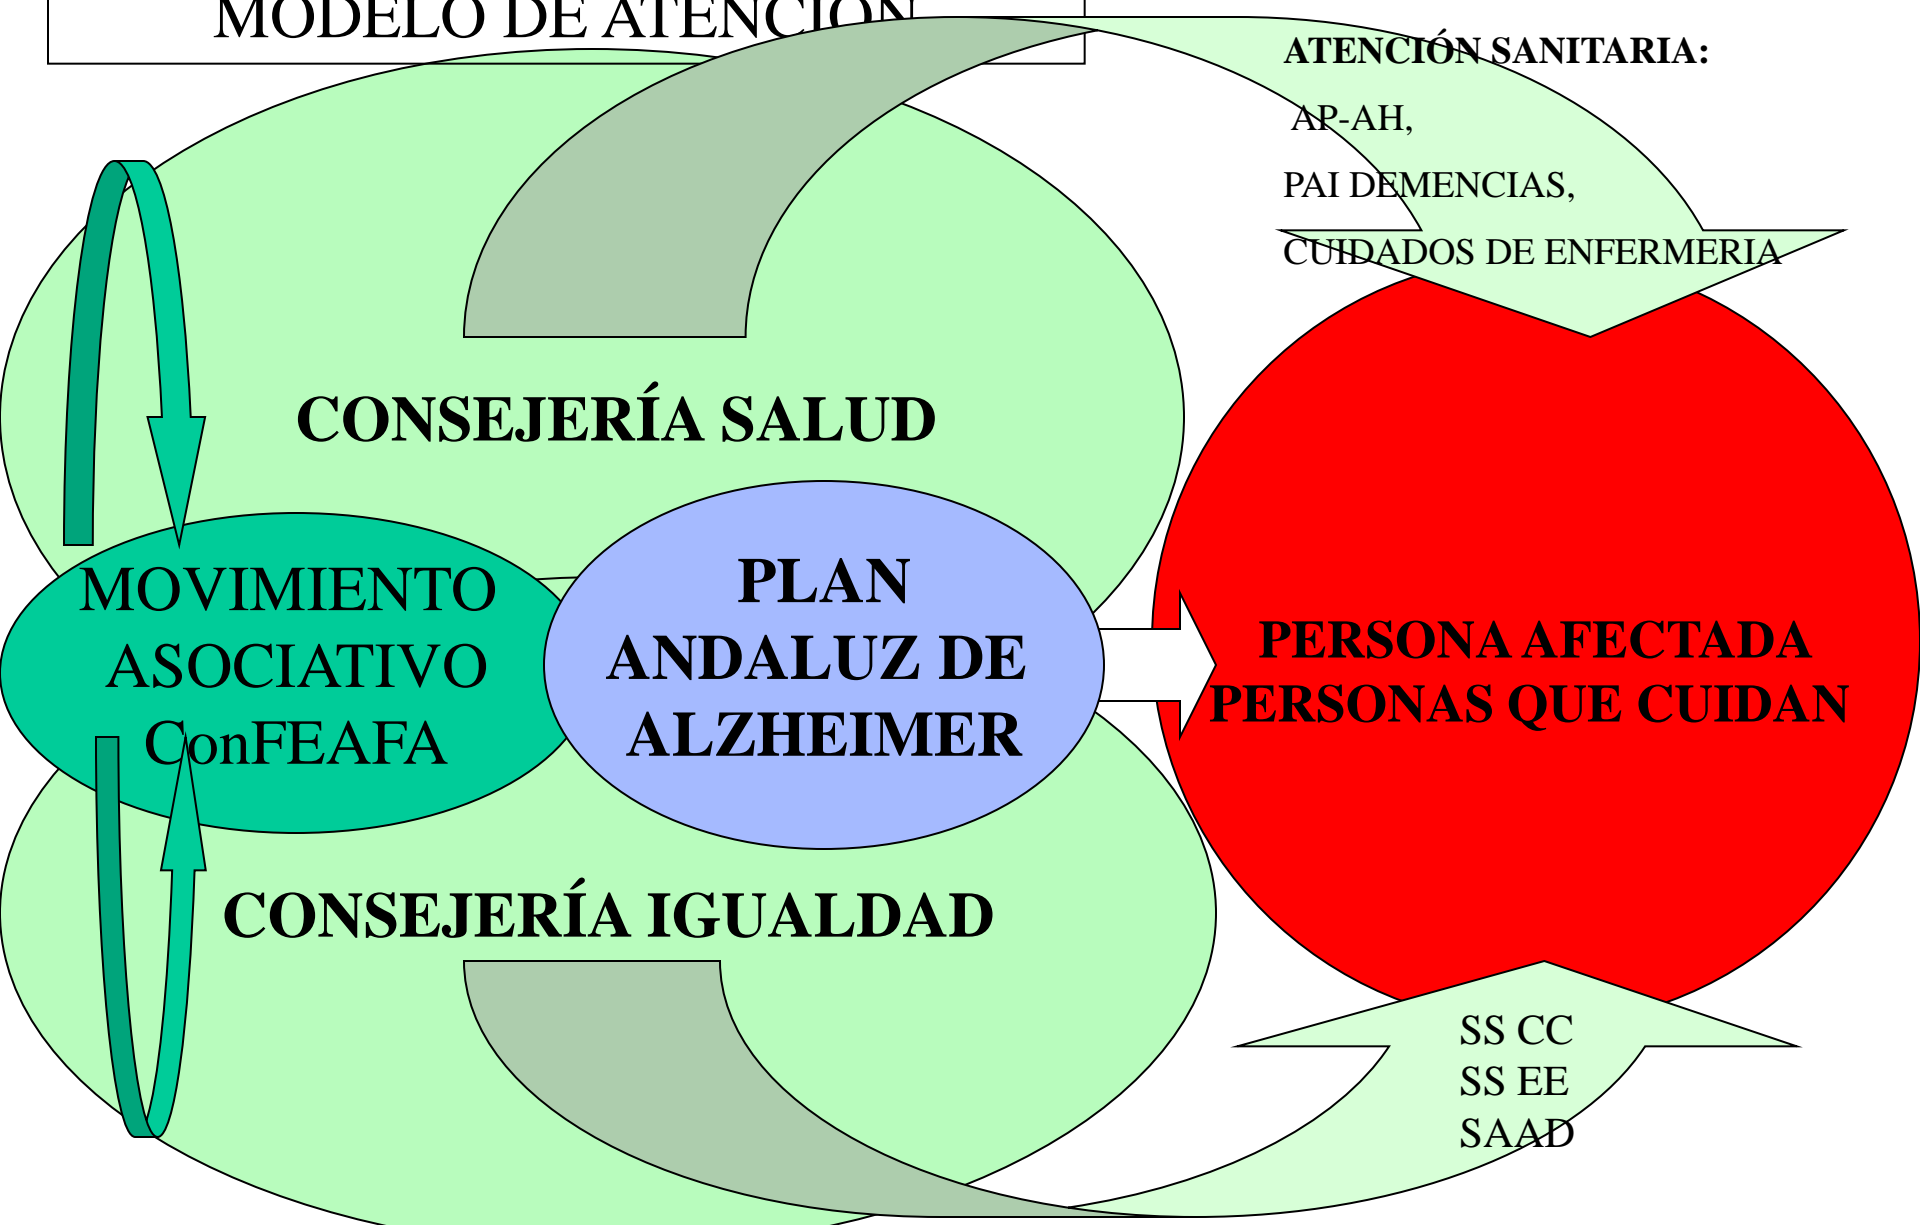 MODELO DE ATENCIÓN
ATENCIÓN SANITARIA:
AP-AH,
PAI DEMENCIAS,
CUIDADOS DE ENFERMERIA
CONSEJERÍA SALUD
MOVIMIENTO
ASOCIATIVO
ConFEAFA
PLAN
ANDALUZ DE
ALZHEIMER
PERSONA AFECTADA
PERSONAS QUE CUIDAN
CONSEJERÍA IGUALDAD
SS CC
SS EE
SAAD